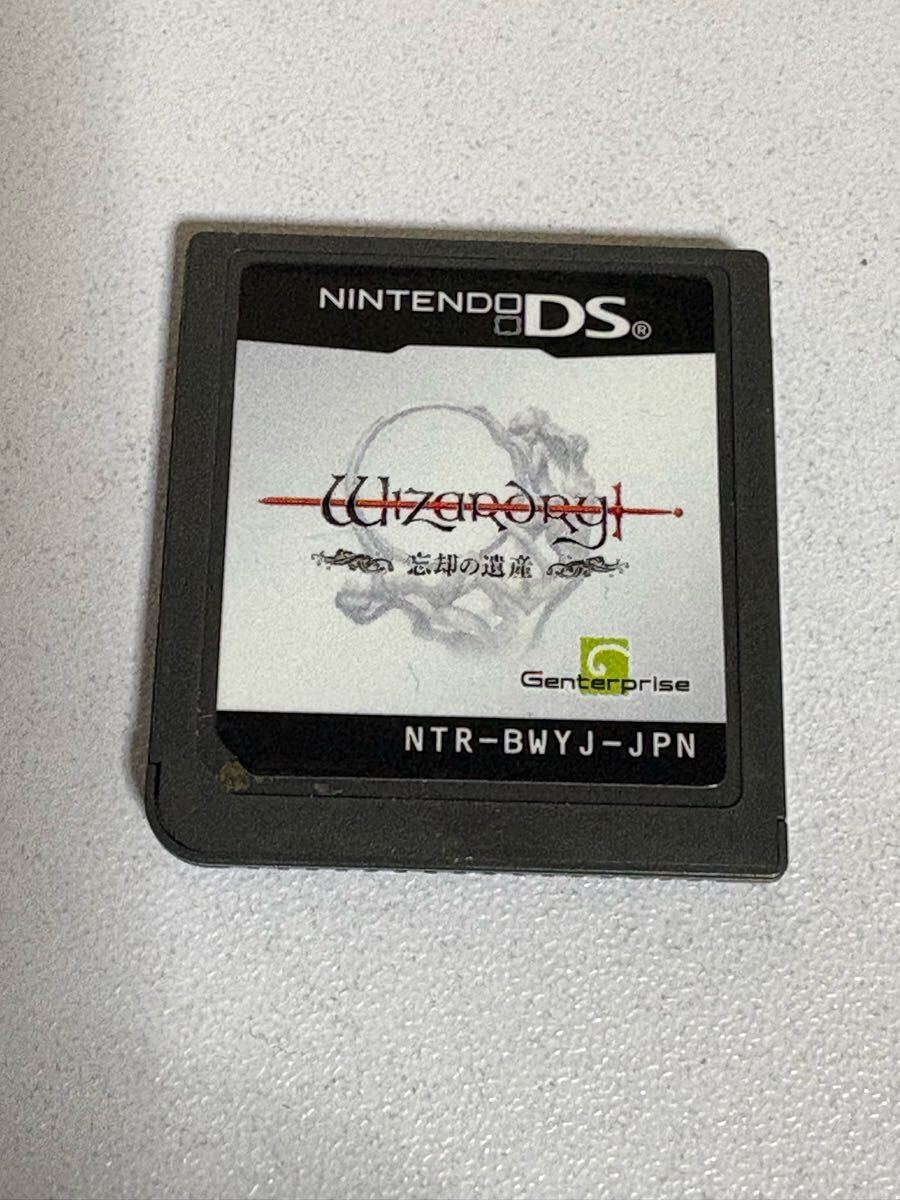 NINTENDO DS®
Wizardry
忘却の遺産
Genterprise
NTR-BWYJ-JPN